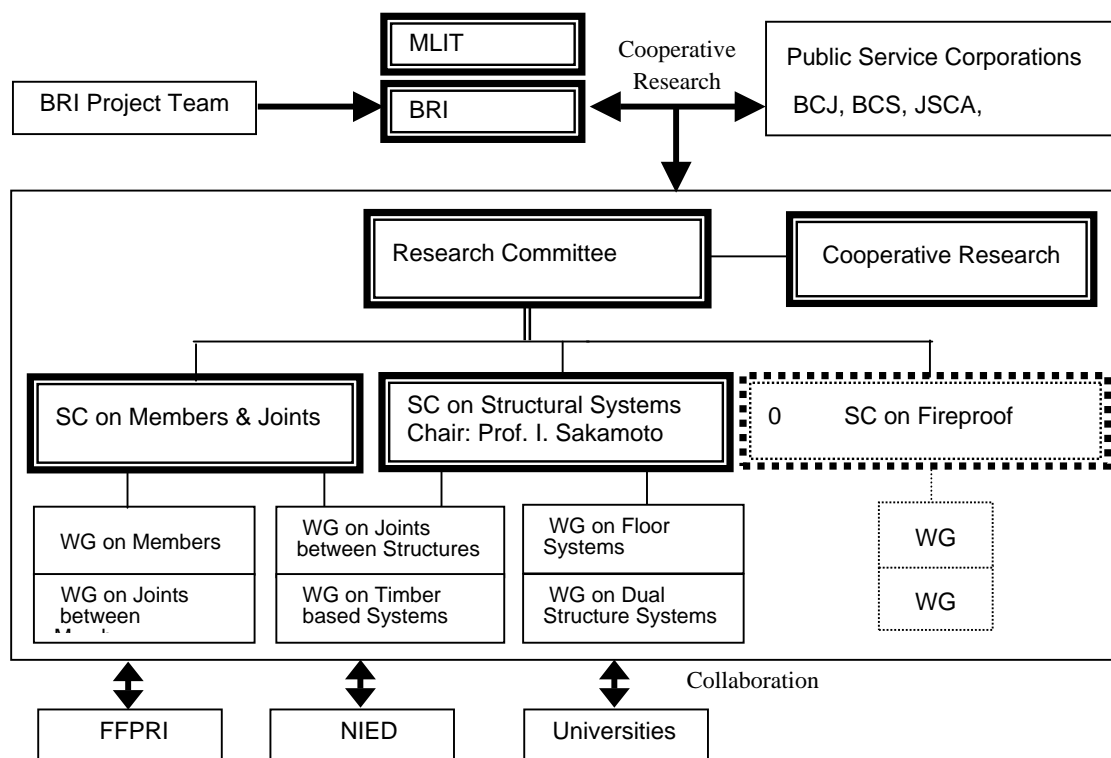 MLIT
Cooperative
Research
Public Service Corporations
BCJ, BCS, JSCA,
BRI Project Team
BRI
Research Committee
Cooperative Research
SC on Members & Joints
SC on Structural Systems
Chair: Prof. I. Sakamoto
0 SC on Fireproof
WG on Members
WG on Joints
between Structures
WG on Floor
Systems
WG
WG on Joints
between
WG on Timber
based Systems
WG on Dual
Structure Systems
WG
Collaboration
FFPRI
NIED
Universities